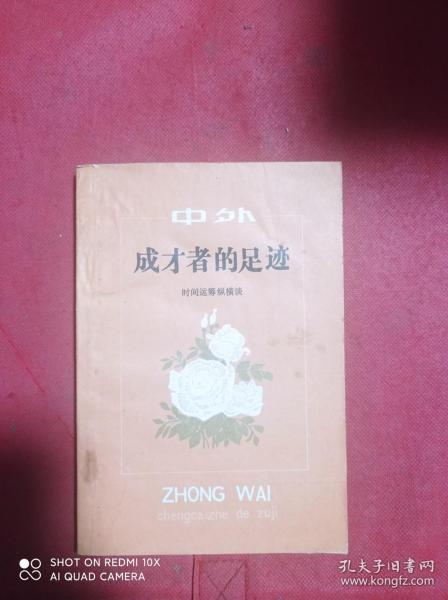 中外
成才者的足迹
时间运筹纵横谈
ZHONG WAI
chengcaizhe de zuji
SHOT ON REDMI 10X
AI QUAD CAMERA
孔夫子旧书网
www.kongfz.com